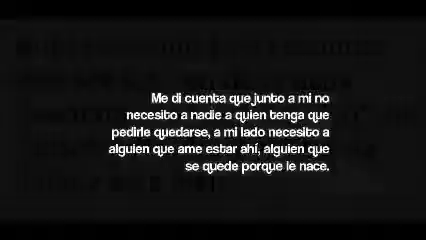 Me di cuenta que junto a mi no
necesito a nadie a quien tenga que
pedirle quedarse, a mi lado necesito a
alguien que ame estar ahí, alguien que
se quede porque le nace.